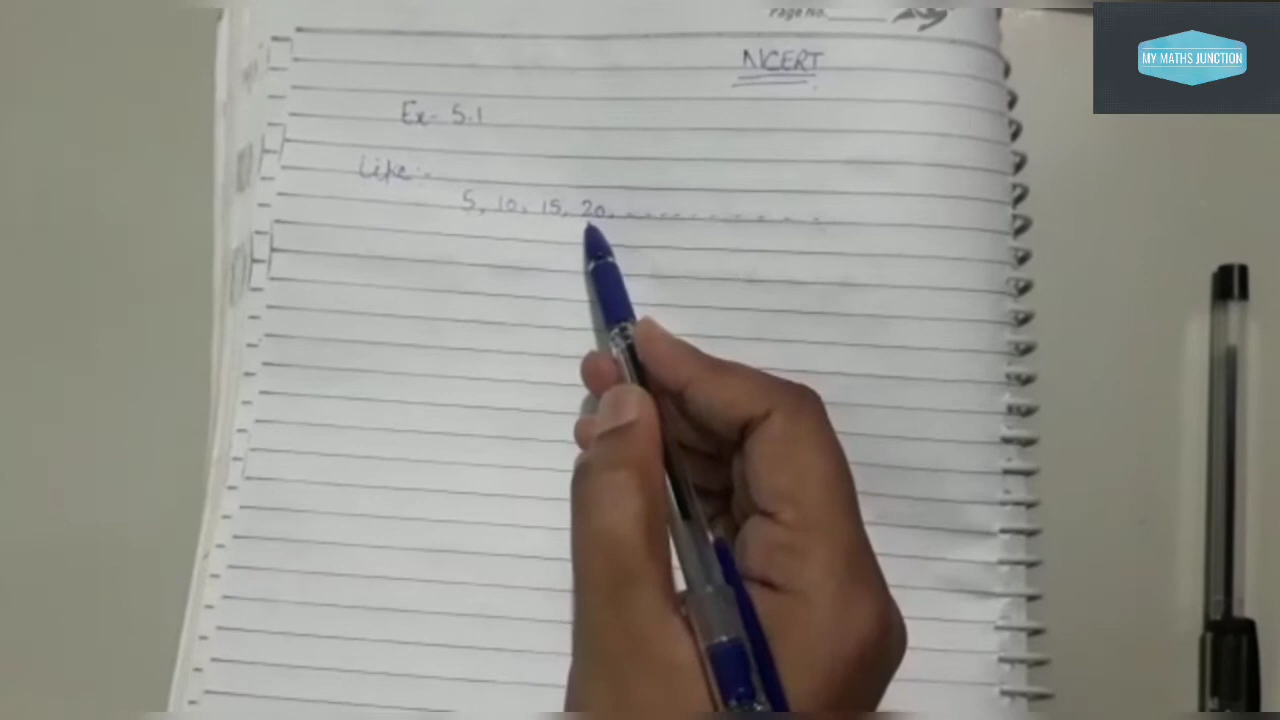 Page No.
MY MATHS JUNCTION
NCERT
Ex- 5.1
Like:-
5, 10, 15, 20, - - - - - - - - - - - -